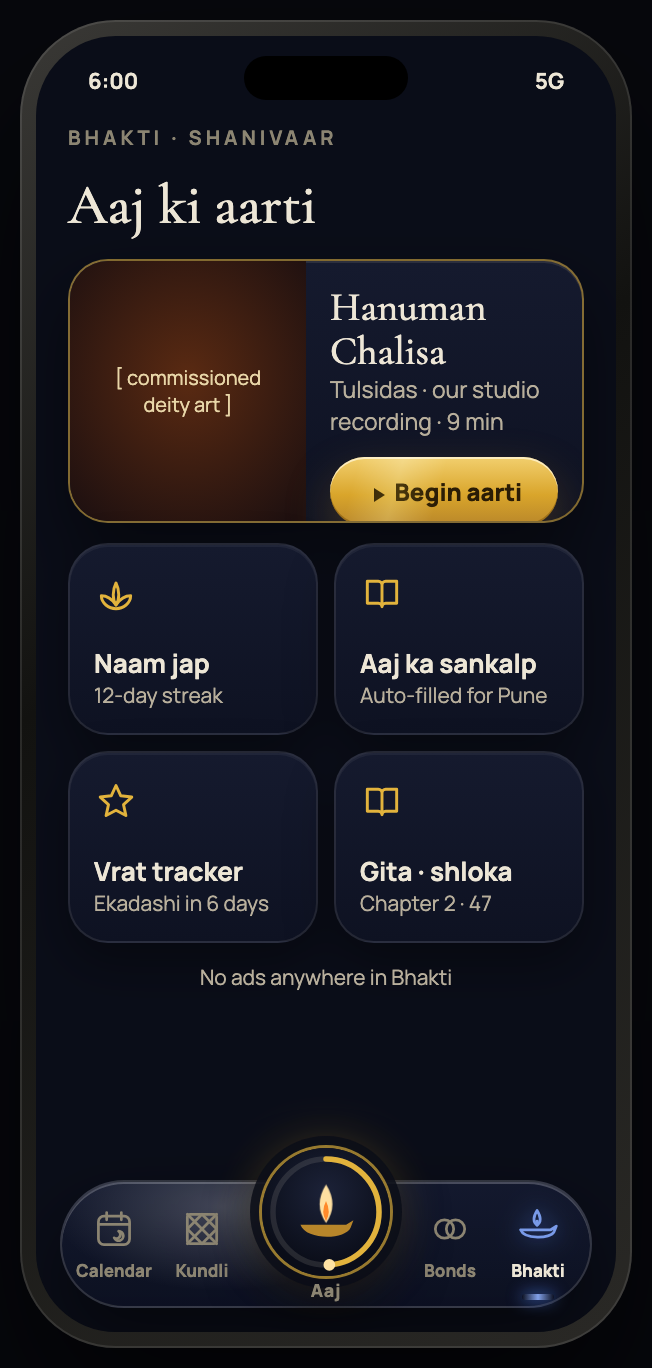 6:00
5G
BHAKTI · SHANIVAAR
Aaj ki aarti
[ commissioned
deity art ]
Hanuman
Chalisa
Tulsidas · our studio
recording · 9 min
Begin aarti
Naam jap
12-day streak
Aaj ka sankalp
Auto-filled for Pune
Vrat tracker
Ekadashi in 6 days
Gita · shloka
Chapter 2 · 47
No ads anywhere in Bhakti
Calendar
Kundli
Aaj
Bonds
Bhakti